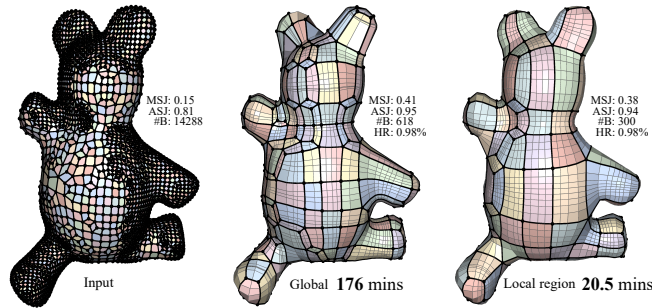 MSJ: 0.15
ASJ: 0.81
#B: 14288
Input
MSJ: 0.41
ASJ: 0.95
#B: 618
HR: 0.98%
Global 176 mins
MSJ: 0.38
ASJ: 0.94
#B: 300
HR: 0.98%
Local region 20.5 mins